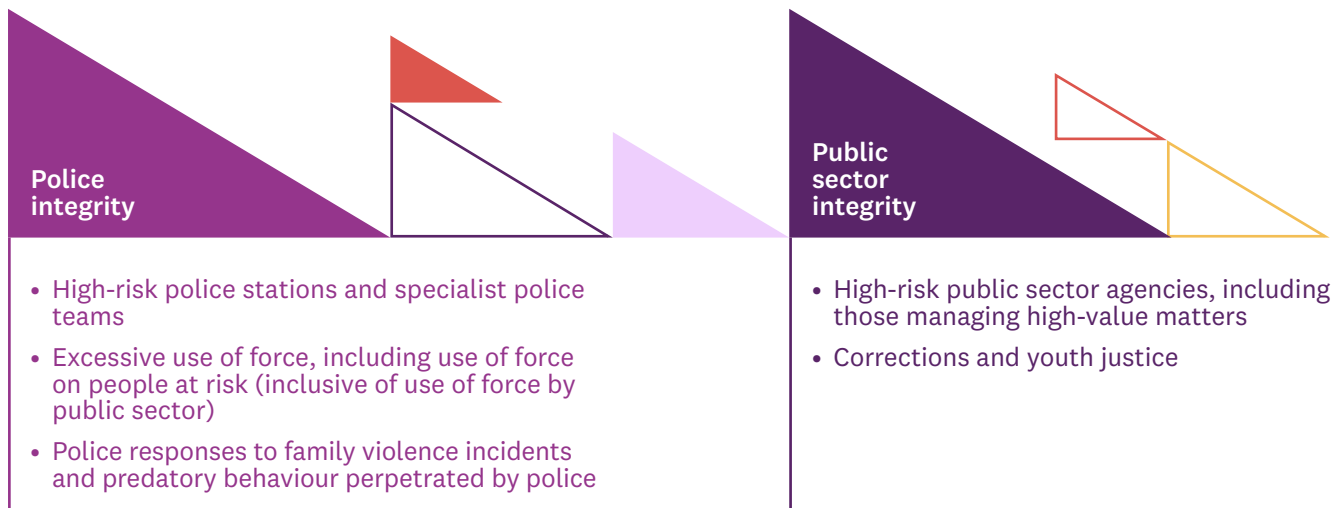 Police
integrity
• High-risk police stations and specialist police
teams
• Excessive use of force, including use of force
on people at risk (inclusive of use of force by
public sector)
• Police responses to family violence incidents
and predatory behaviour perpetrated by police
Public
sector
integrity
• High-risk public sector agencies, including
those managing high-value matters
• Corrections and youth justice